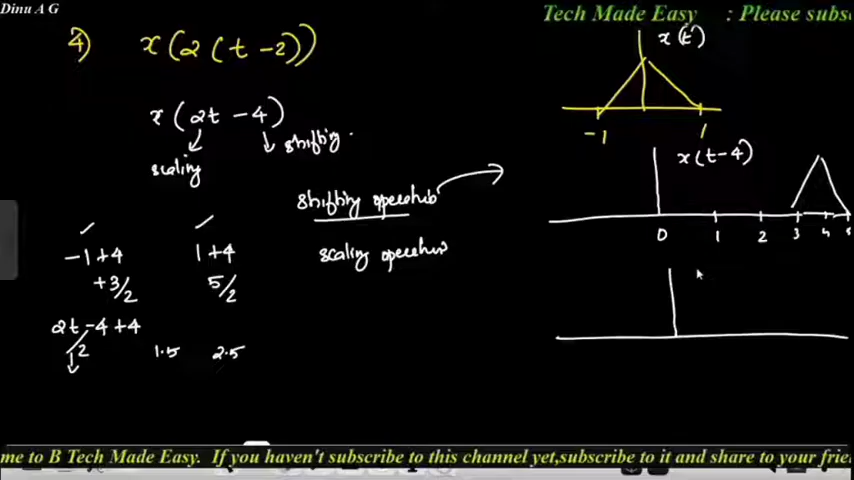 Dinu A G
Tech Made Easy : Please subs
4) x(2(t-2))
x(t)
-1 1
x(2t-4)
scaling
shifting.
x(t-4)
0 1 2 3 4 5
shifting
scaling
-1+4 1+4
+3/2 5/2
2t-4+4
2
1.5 2.5
me to B Tech Made Easy. If you haven't subscribe to this channel yet,subscribe to it and share to your frie